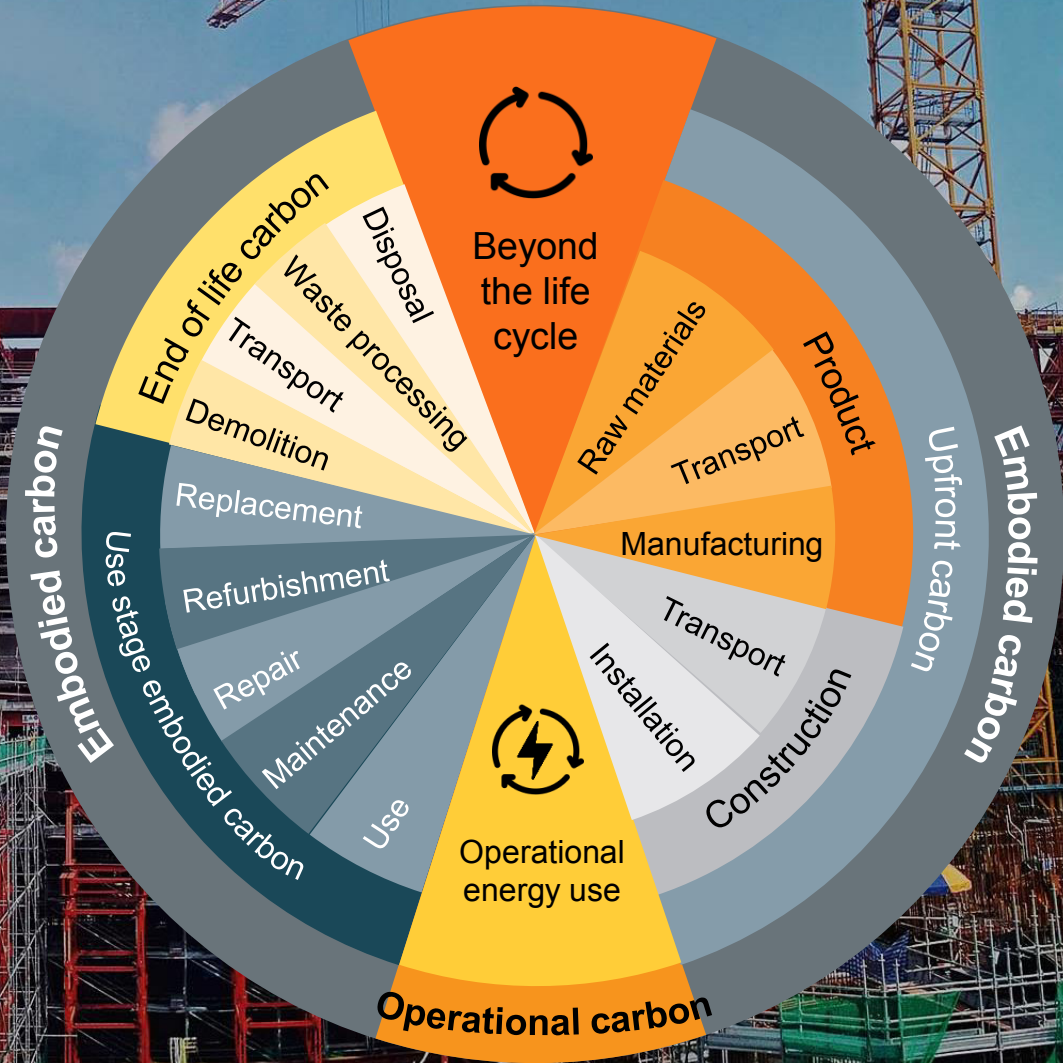 Beyond
the life
cycle
Embodied carbon
Upfront carbon
Product
Raw materials
Transport
Manufacturing
Construction
Transport
Installation
Operational
energy use
Operational carbon
Embodied carbon
Use stage embodied carbon
Use
Maintenance
Repair
Refurbishment
Replacement
End of life carbon
Demolition
Transport
Waste processing
Disposal